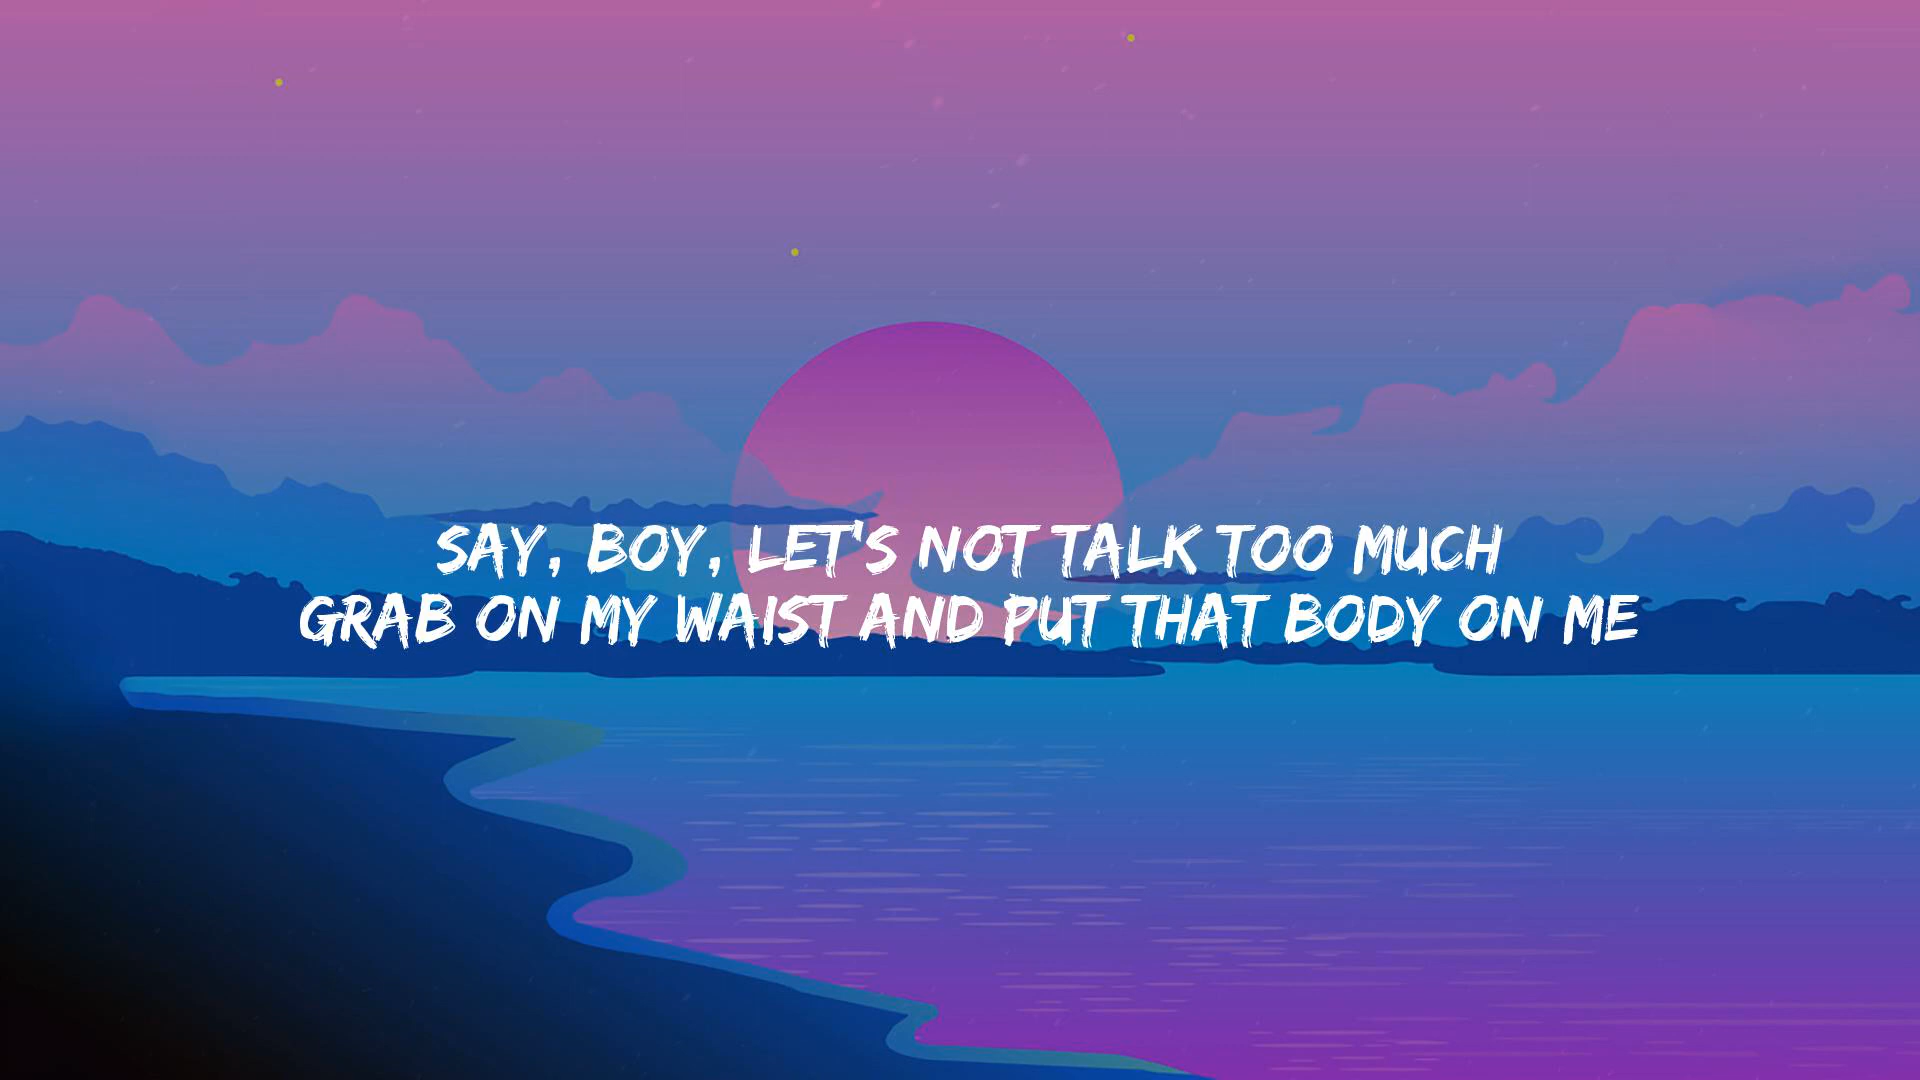 SAY, BOY, LET'S NOT TALK TOO MUCH
GRAB ON MY WAIST AND PUT THAT BODY ON ME